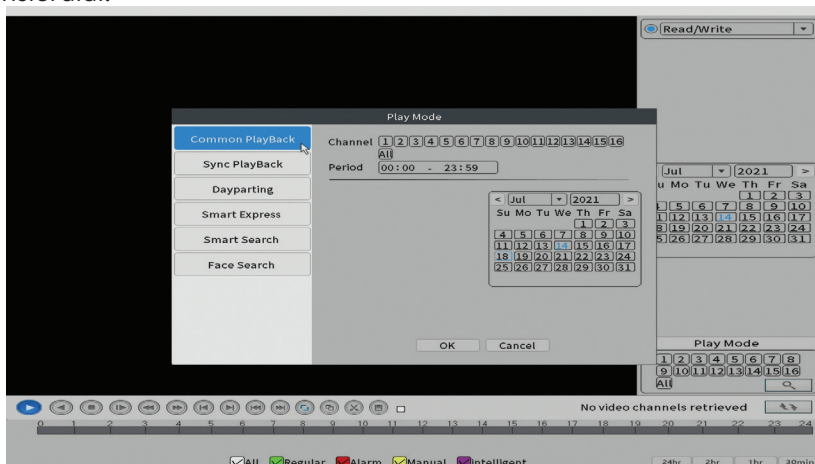 Read/Write
Play Mode
Common PlayBack
Sync PlayBack
Dayparting
Smart Express
Smart Search
Face Search
Channel 1 2 3 4 5 6 7 8 9 10 11 12 13 14 15 16
All
Period 00:00 - 23:59
< Jul 2021 >
Su Mo Tu We Th Fr Sa
1 2 3
4 5 6 7 8 9 10
11 12 13 14 15 16 17
18 19 20 21 22 23 24
25 26 27 28 29 30 31
OK Cancel
Jul 2021 >
u Mo Tu We Th Fr Sa
1 2 3
5 6 7 8 9 10
12 13 14 15 16 17
19 20 21 22 23 24
26 27 28 29 30 31
Play Mode
1 2 3 4 5 6 7 8
9 10 11 12 13 14 15 16
All
No video channels retrieved
0 1 2 3 4 5 6 7 8 9 10 11 12 13 14 15 16 17 18 19 20 21 22 23 24
All Regular Alarm Manual Intelligent
24hr 2hr 1hr 30min